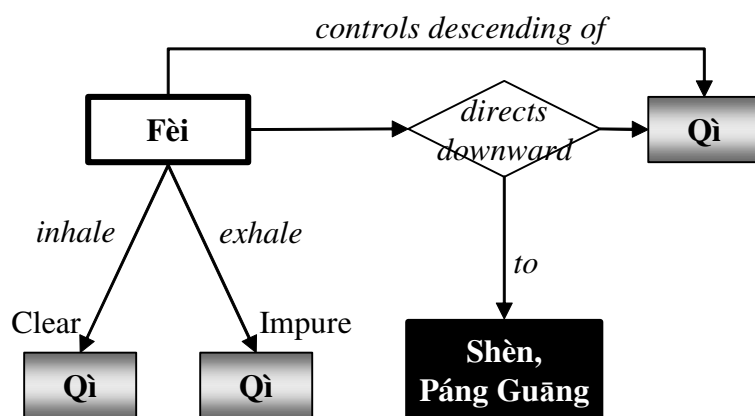 controls descending of
Fèi
directs
downward
Qì
inhale
exhale
to
Clear
Impure
Qì
Qì
Shèn,
Páng Guāng